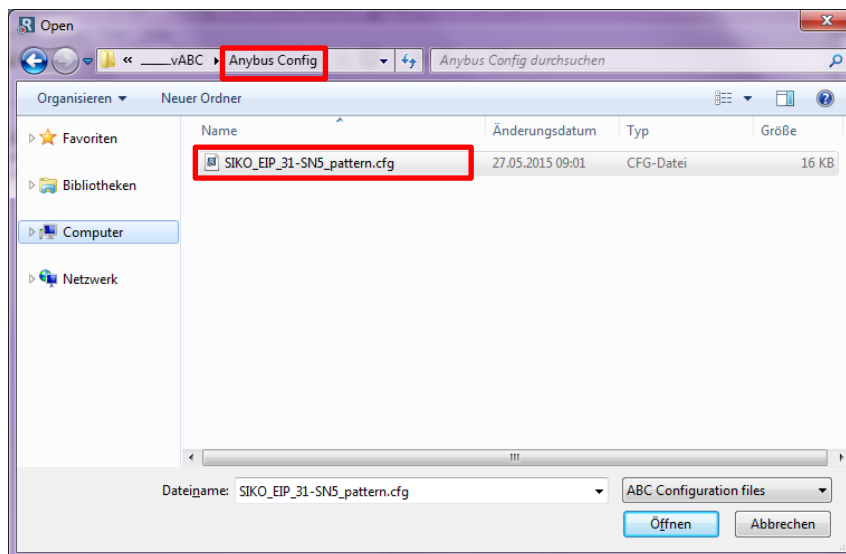 Open
« ____vABC Anybus Config Anybus Config durchsuchen
Organisieren Neuer Ordner
Name Änderungsdatum Typ Größe
Favoriten
SIKO_EIP_31-SN5_pattern.cfg 27.05.2015 09:01 CFG-Datei 16 KB
Bibliotheken
Computer
Netzwerk
Dateiname: SIKO_EIP_31-SN5_pattern.cfg ABC Configuration files
Öffnen Abbrechen